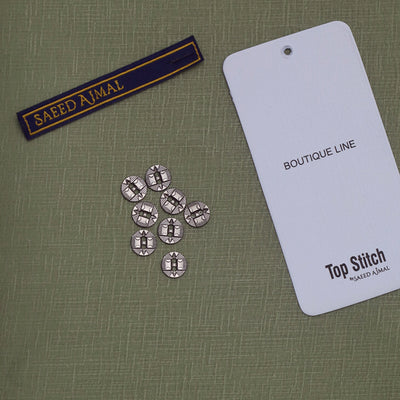 SAEED AJMAL
BOUTIQUE LINE
Top Stitch
BY SAEED AJMAL